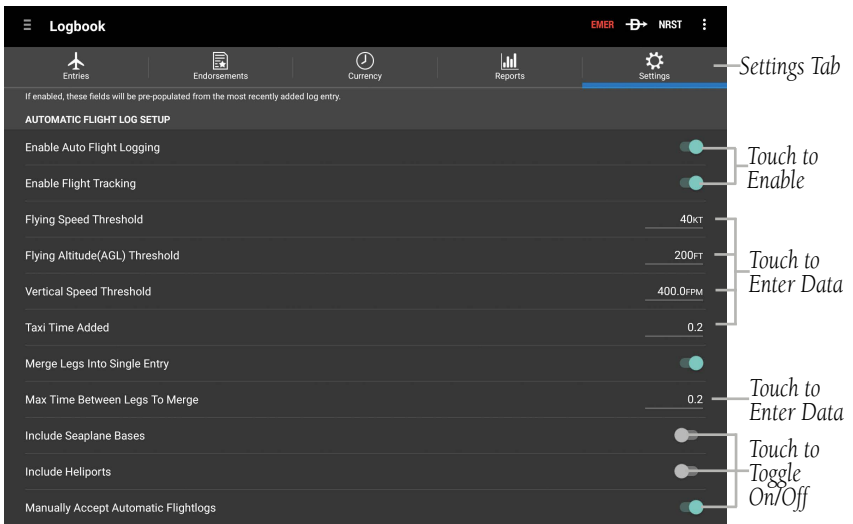 Logbook
EMER D NRST
Entries Endorsements Currency Reports Settings
Settings Tab
If enabled, these fields will be pre-populated from the most recently added log entry.
AUTOMATIC FLIGHT LOG SETUP
Enable Auto Flight Logging
Enable Flight Tracking
Touch to
Enable
Flying Speed Threshold 40KT
Flying Altitude(AGL) Threshold 200FT
Vertical Speed Threshold 400.0FPM
Taxi Time Added 0.2
Touch to
Enter Data
Merge Legs Into Single Entry
Max Time Between Legs To Merge 0.2
Touch to
Enter Data
Include Seaplane Bases
Include Heliports
Manually Accept Automatic Flightlogs
Touch to
Toggle
On/Off